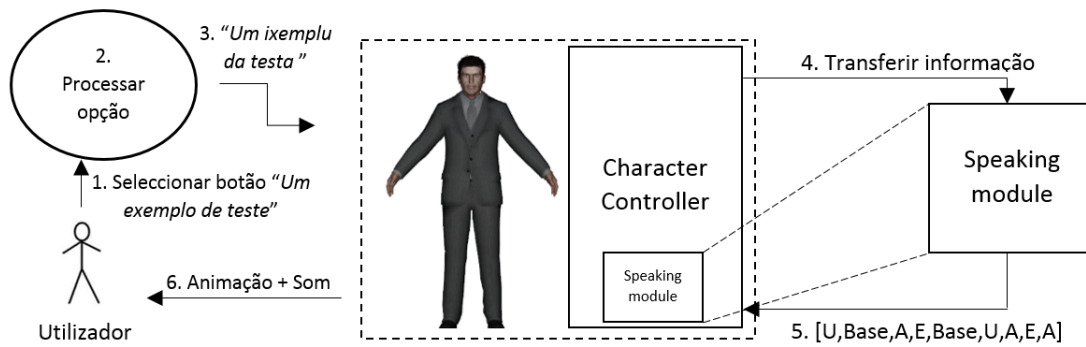 2.
Processar
opção
3. “Um ixemplu
da testa ”
1. Seleccionar botão “Um
exemplo de teste”
Utilizador
6. Animação + Som
Character
Controller
Speaking
module
4. Transferir informação
Speaking
module
5. [U,Base,A,E,Base,U,A,E,A]